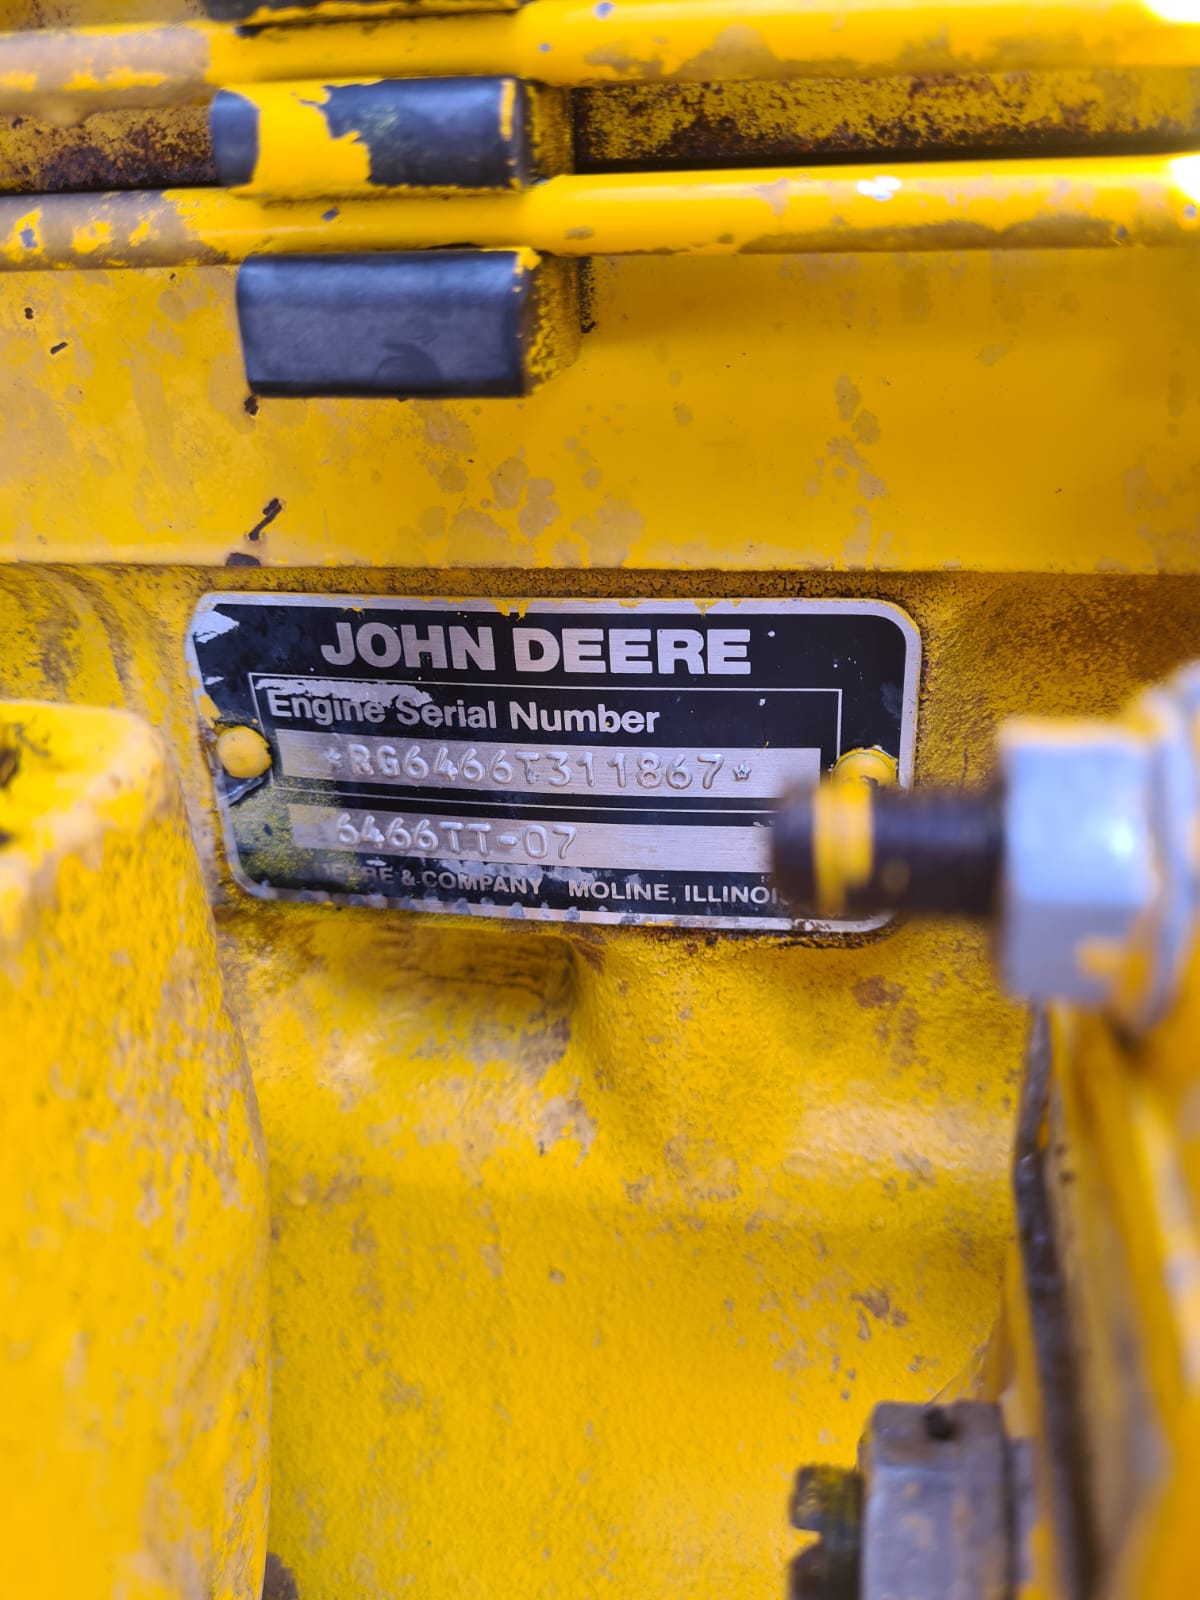 JOHN DEERE
Engine Serial Number
*RG6466T311867*
6466TT-07
DEERE & COMPANY MOLINE, ILLINOI